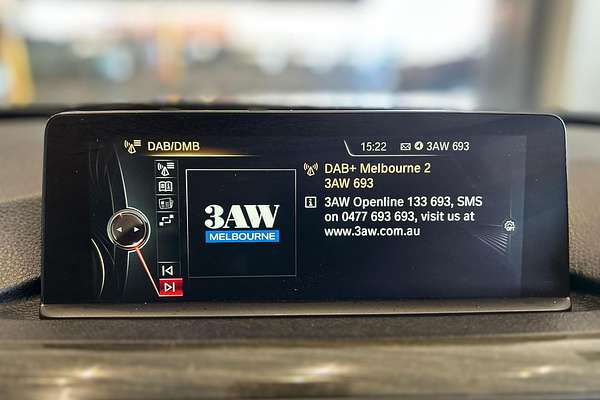 DAB/DMB
15:22
3AW 693
3AW
MELBOURNE
DAB+ Melbourne 2
3AW 693
3AW Openline 133 693, SMS
on 0477 693 693, visit us at
www.3aw.com.au